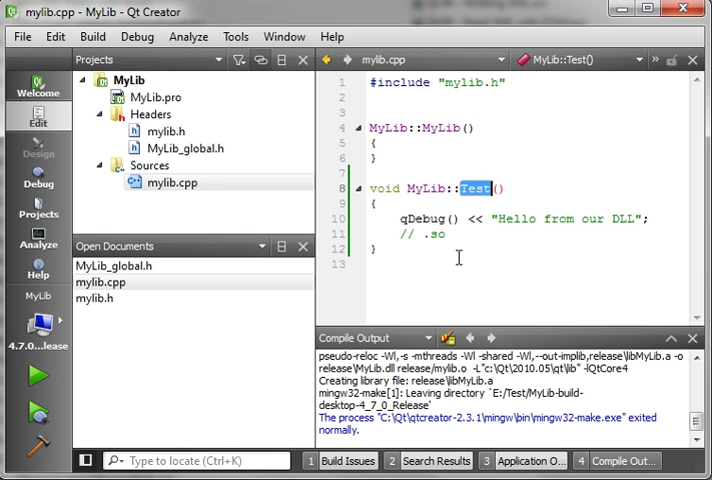 mylib.cpp - MyLib - Qt Creator
File Edit View Build Debug Analyze Tools Window Help
Projects
mylib.cpp
MyLib::Test()
Welcome
Edit
Design
Debug
Projects
Analyze
Help
MyLib
4.7.0...lease
MyLib
MyLib.pro
Headers
mylib.h
MyLib_global.h
Sources
mylib.cpp
Open Documents
MyLib_global.h
mylib.cpp
mylib.h
1 #include "mylib.h"
2
3
4 MyLib::MyLib()
5 {
6 }
7
8 void MyLib::Test()
9 {
10 qDebug() << "Hello from our DLL";
11 // .so
12 }
13
Compile Output
pseudo-reloc -Wl,-s -mthreads -Wl -shared -Wl,--out-implib,release\libMyLib.a -o
release\MyLib.dll release/mylib.o -L"c:\Qt\2010.05\qt\lib" -lQtCore4
Creating library file: release\libMyLib.a
mingw32-make[1]: Leaving directory `E:/Test/MyLib-build-
desktop-4_7_0_Release'
The process "C:\Qt\qtcreator-2.3.1\mingw\bin\mingw32-make.exe" exited
normally.
Type to locate (Ctrl+K)
1 Build Issues
2 Search Results
3 Application O...
4 Compile Out...